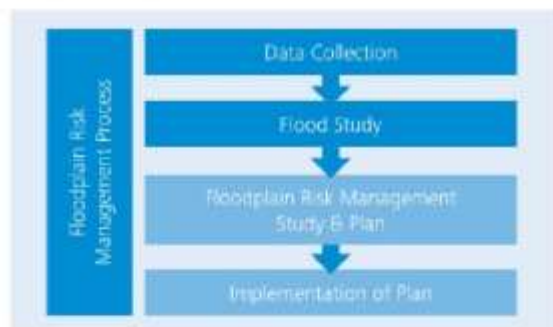 Floodplain Risk
Management Process
Data Collection
Flood Study
Floodplain Risk Management
Study & Plan
Implementation of Plan